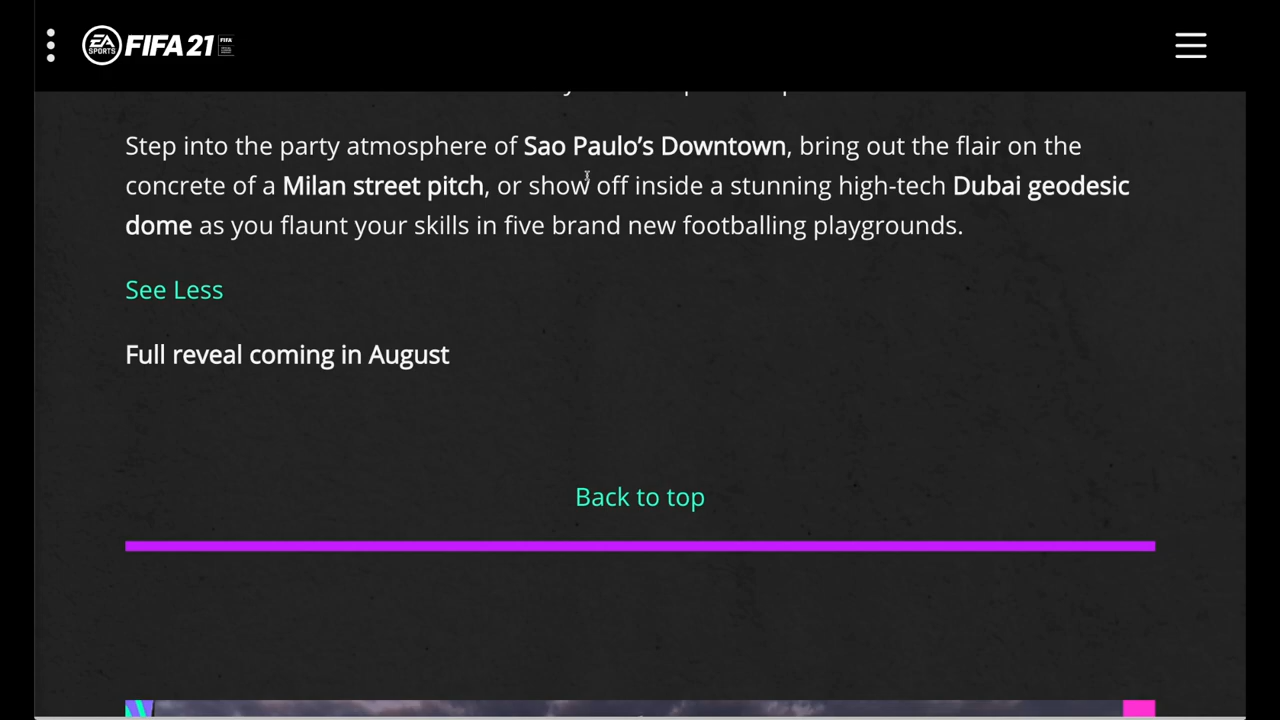 EA SPORTS FIFA 21
Step into the party atmosphere of Sao Paulo’s Downtown, bring out the flair on the
concrete of a Milan street pitch, or show off inside a stunning high-tech Dubai geodesic
dome as you flaunt your skills in five brand new footballing playgrounds.
See Less
Full reveal coming in August
Back to top